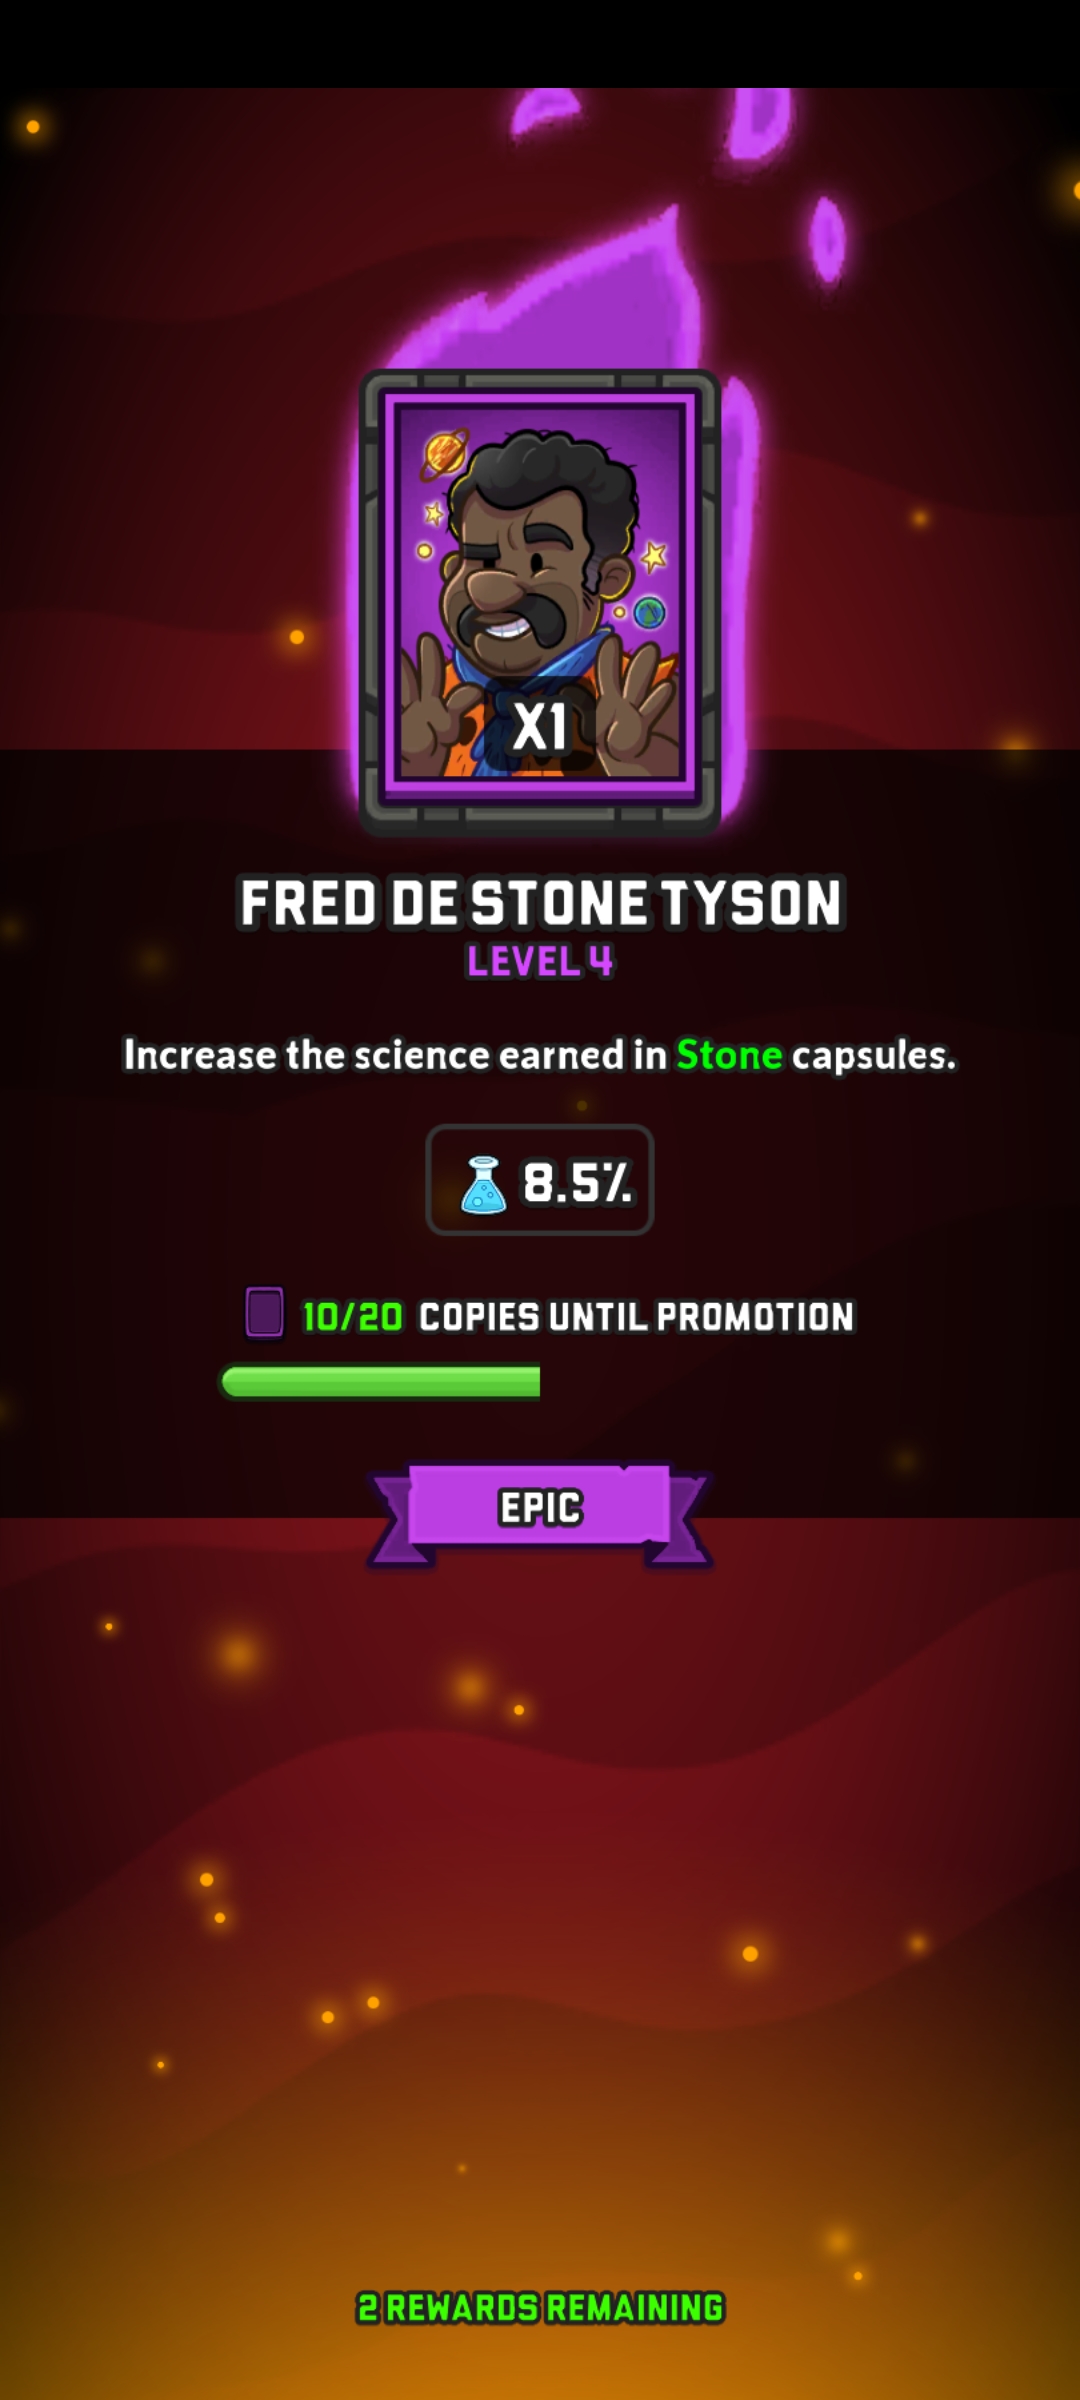 X1
FRED DE STONE TYSON
LEVEL 4
Increase the science earned in Stone capsules.
8.5%
10/20 COPIES UNTIL PROMOTION
EPIC
2 REWARDS REMAINING